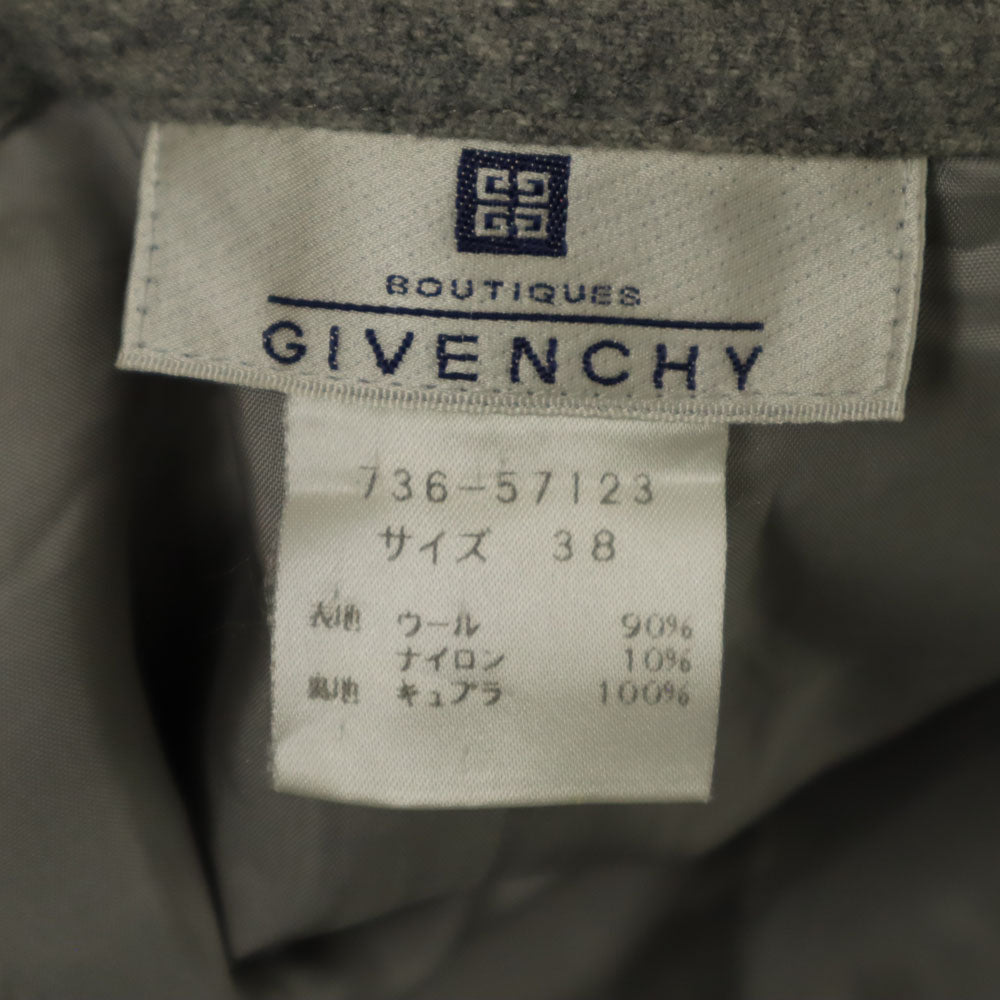 BOUTIQUES
GIVENCHY
736-57123
サイズ 38
表地 ウール 90%
ナイロン 10%
裏地 キュアラ 100%